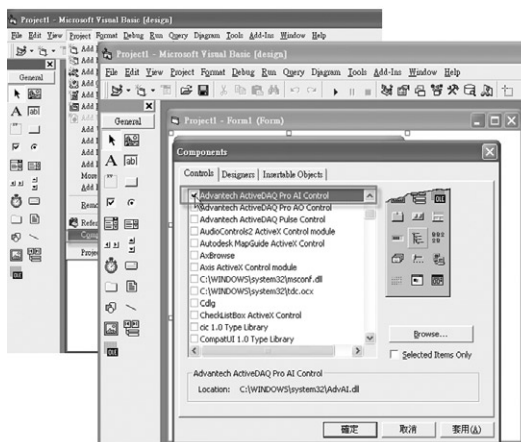 Project1 - Microsoft Visual Basic [design]
File Edit View Project Format Debug Run Query Diagram Tools Add-Ins Window Help
General
Project1 - Microsoft Visual Basic [design]
File Edit View Project Format Debug Run Query Diagram Tools Add-Ins Window Help
General
Project1 - Form1 (Form)
Components
Controls Designers Insertable Objects
Advantech ActiveDAQ Pro AI Control
Advantech ActiveDAQ Pro AO Control
Advantech ActiveDAQ Pulse Control
AudioControls2 ActiveX Control module
Autodesk MapGuide ActiveX Control
AxBrowse
Axis ActiveX Control module
C:\WINDOWS\system32\msconf.dll
C:\WINDOWS\system32\tdc.ocx
Cdlg
CheckListBox ActiveX Control
cic 1.0 Type Library
CompatUI 1.0 Type Library
Browse...
Selected Items Only
Advantech ActiveDAQ Pro AI Control
Location: C:\WINDOWS\system32\AdvAI.dll
確定 取消 套用(A)